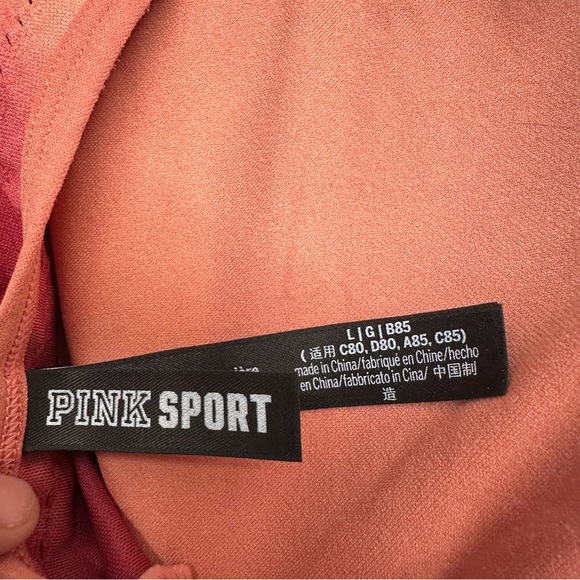 L|G|B85
(适用 C80, D80, A85, C85)
made in China/fabriqué en Chine/hecho
en China/fabbricato in Cina/ 中国制
造
PINK SPORT